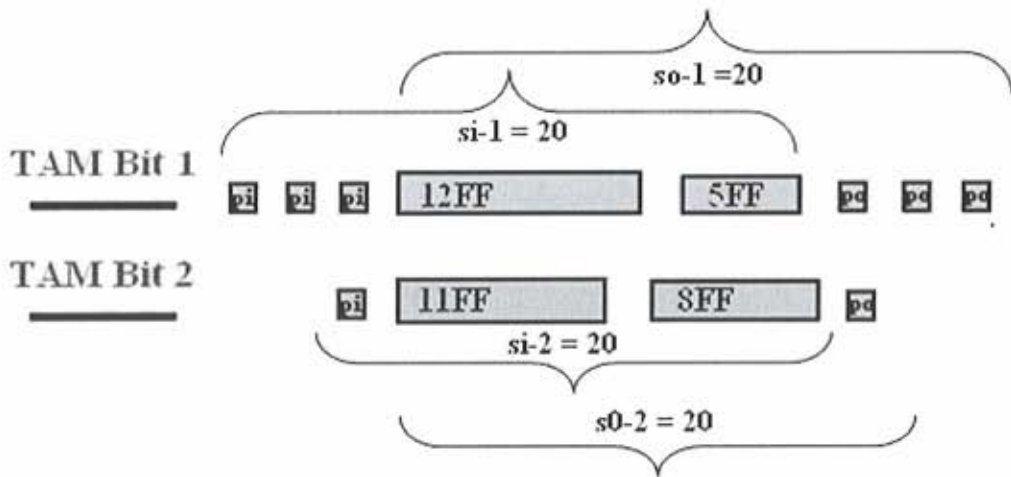 so-1 =20
si-1 = 20
TAM Bit 1
pi pi pi 12FF 5FF po po po
TAM Bit 2
pi 11FF 8FF po
si-2 = 20
s0-2 = 20